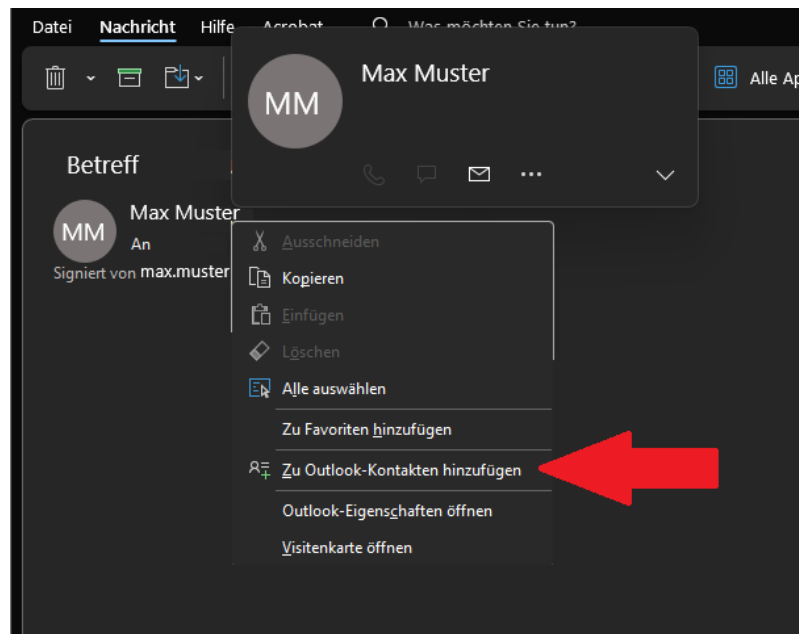 Datei Nachricht Hilfe Acrobat Was möchten Sie tun?
Max Muster
MM
Alle Ap
Betreff
Max Muster
MM
An
Signiert von max.muster
Ausschneiden
Kopieren
Einfügen
Löschen
Alle auswählen
Zu Favoriten hinzufügen
Zu Outlook-Kontakten hinzufügen
Outlook-Eigenschaften öffnen
Visitenkarte öffnen